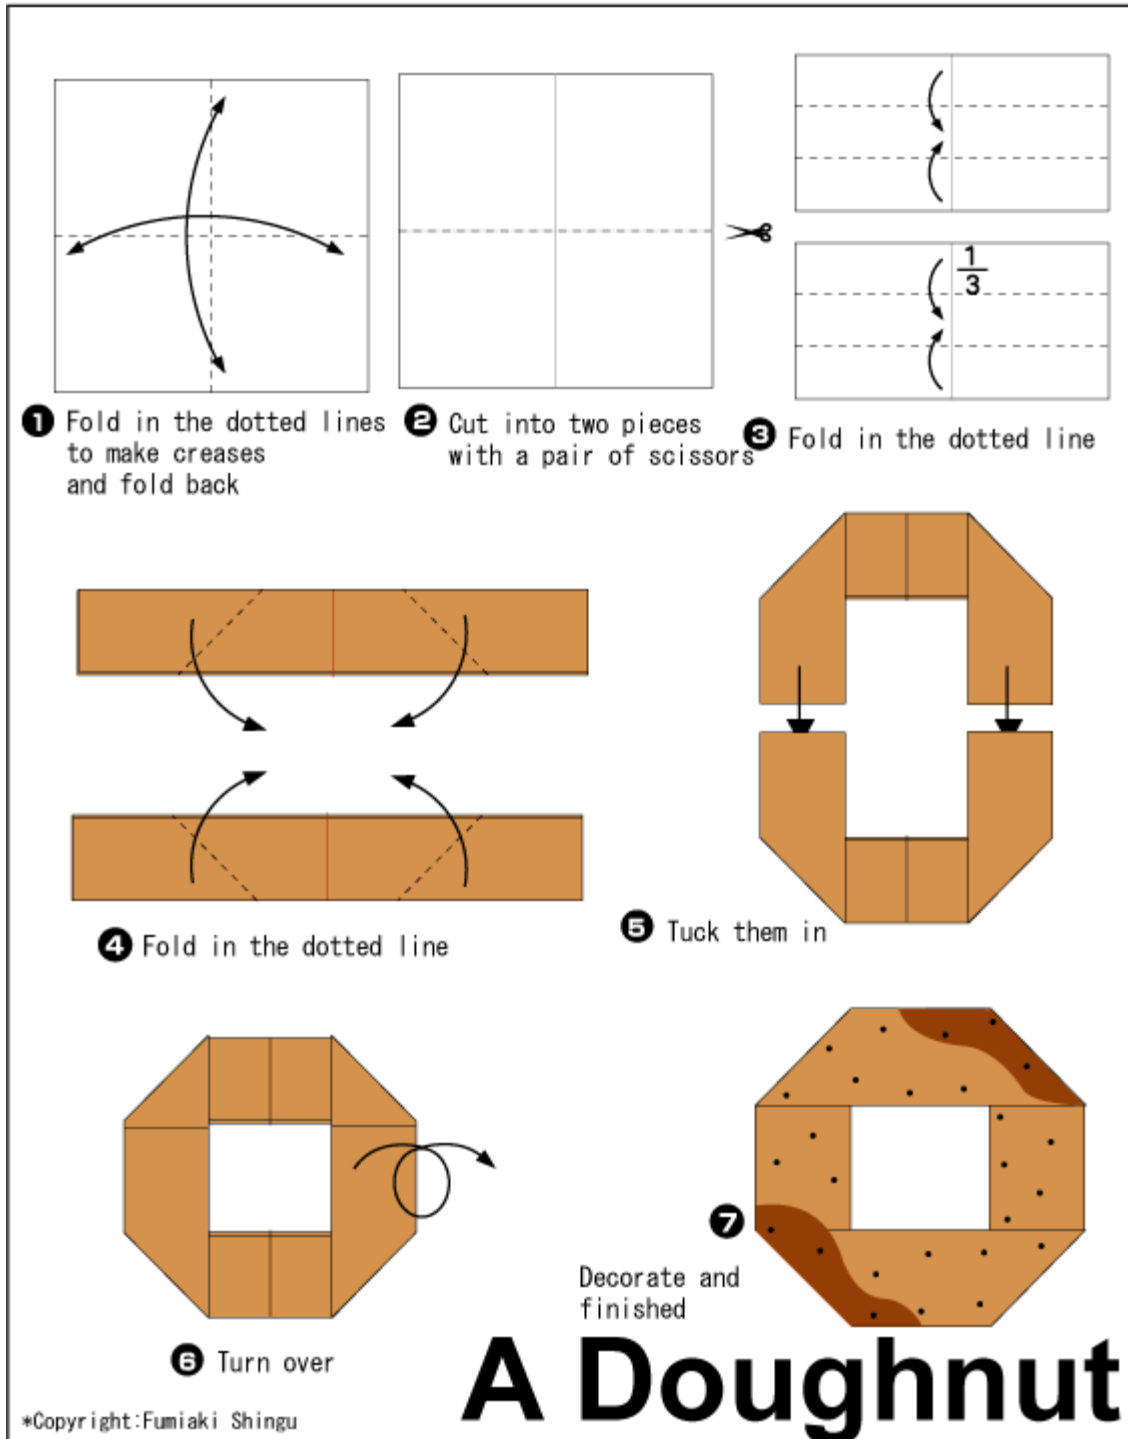 1 Fold in the dotted lines
to make creases
and fold back
2 Cut into two pieces
with a pair of scissors
1
3
3 Fold in the dotted line
4 Fold in the dotted line
5 Tuck them in
6 Turn over
7
Decorate and
finished
A Doughnut
*Copyright:Fumiaki Shingu